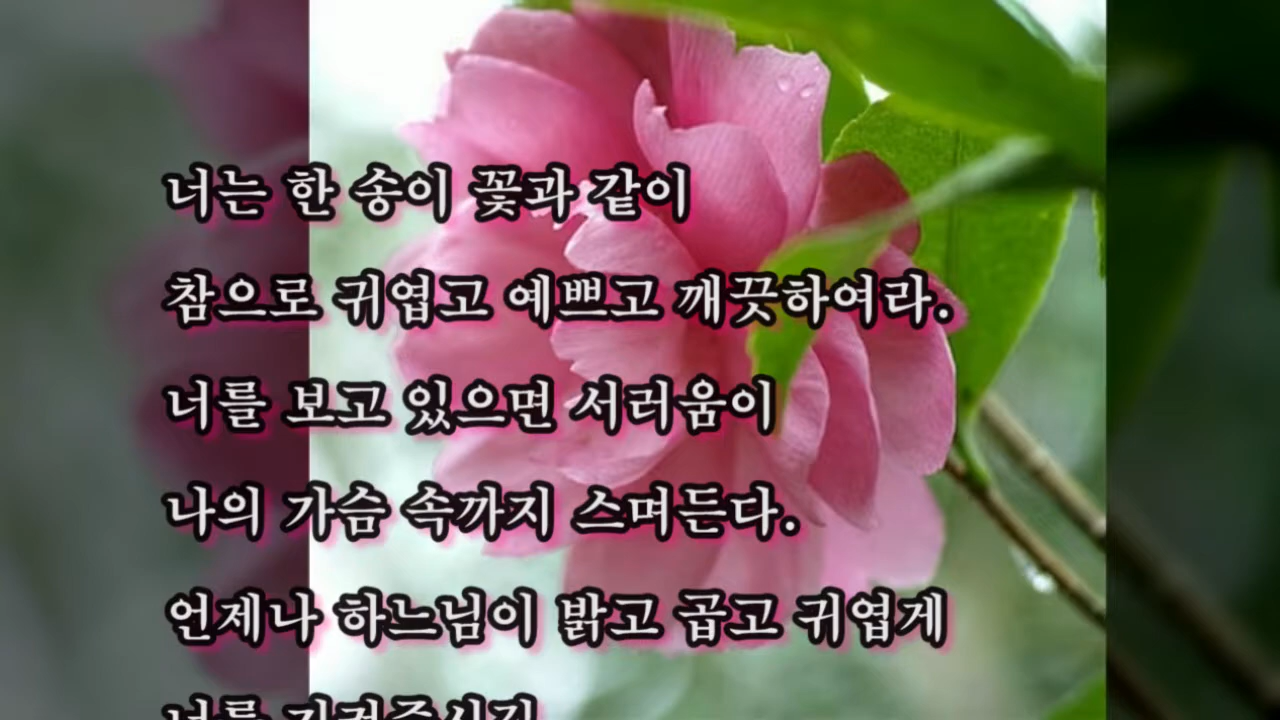 너는 한 송이 꽃과 같이
참으로 귀엽고 예쁘고 깨끗하여라.
너를 보고 있으면 서러움이
나의 가슴 속까지 스며든다.
언제나 하느님이 밝고 곱고 귀엽게
너를